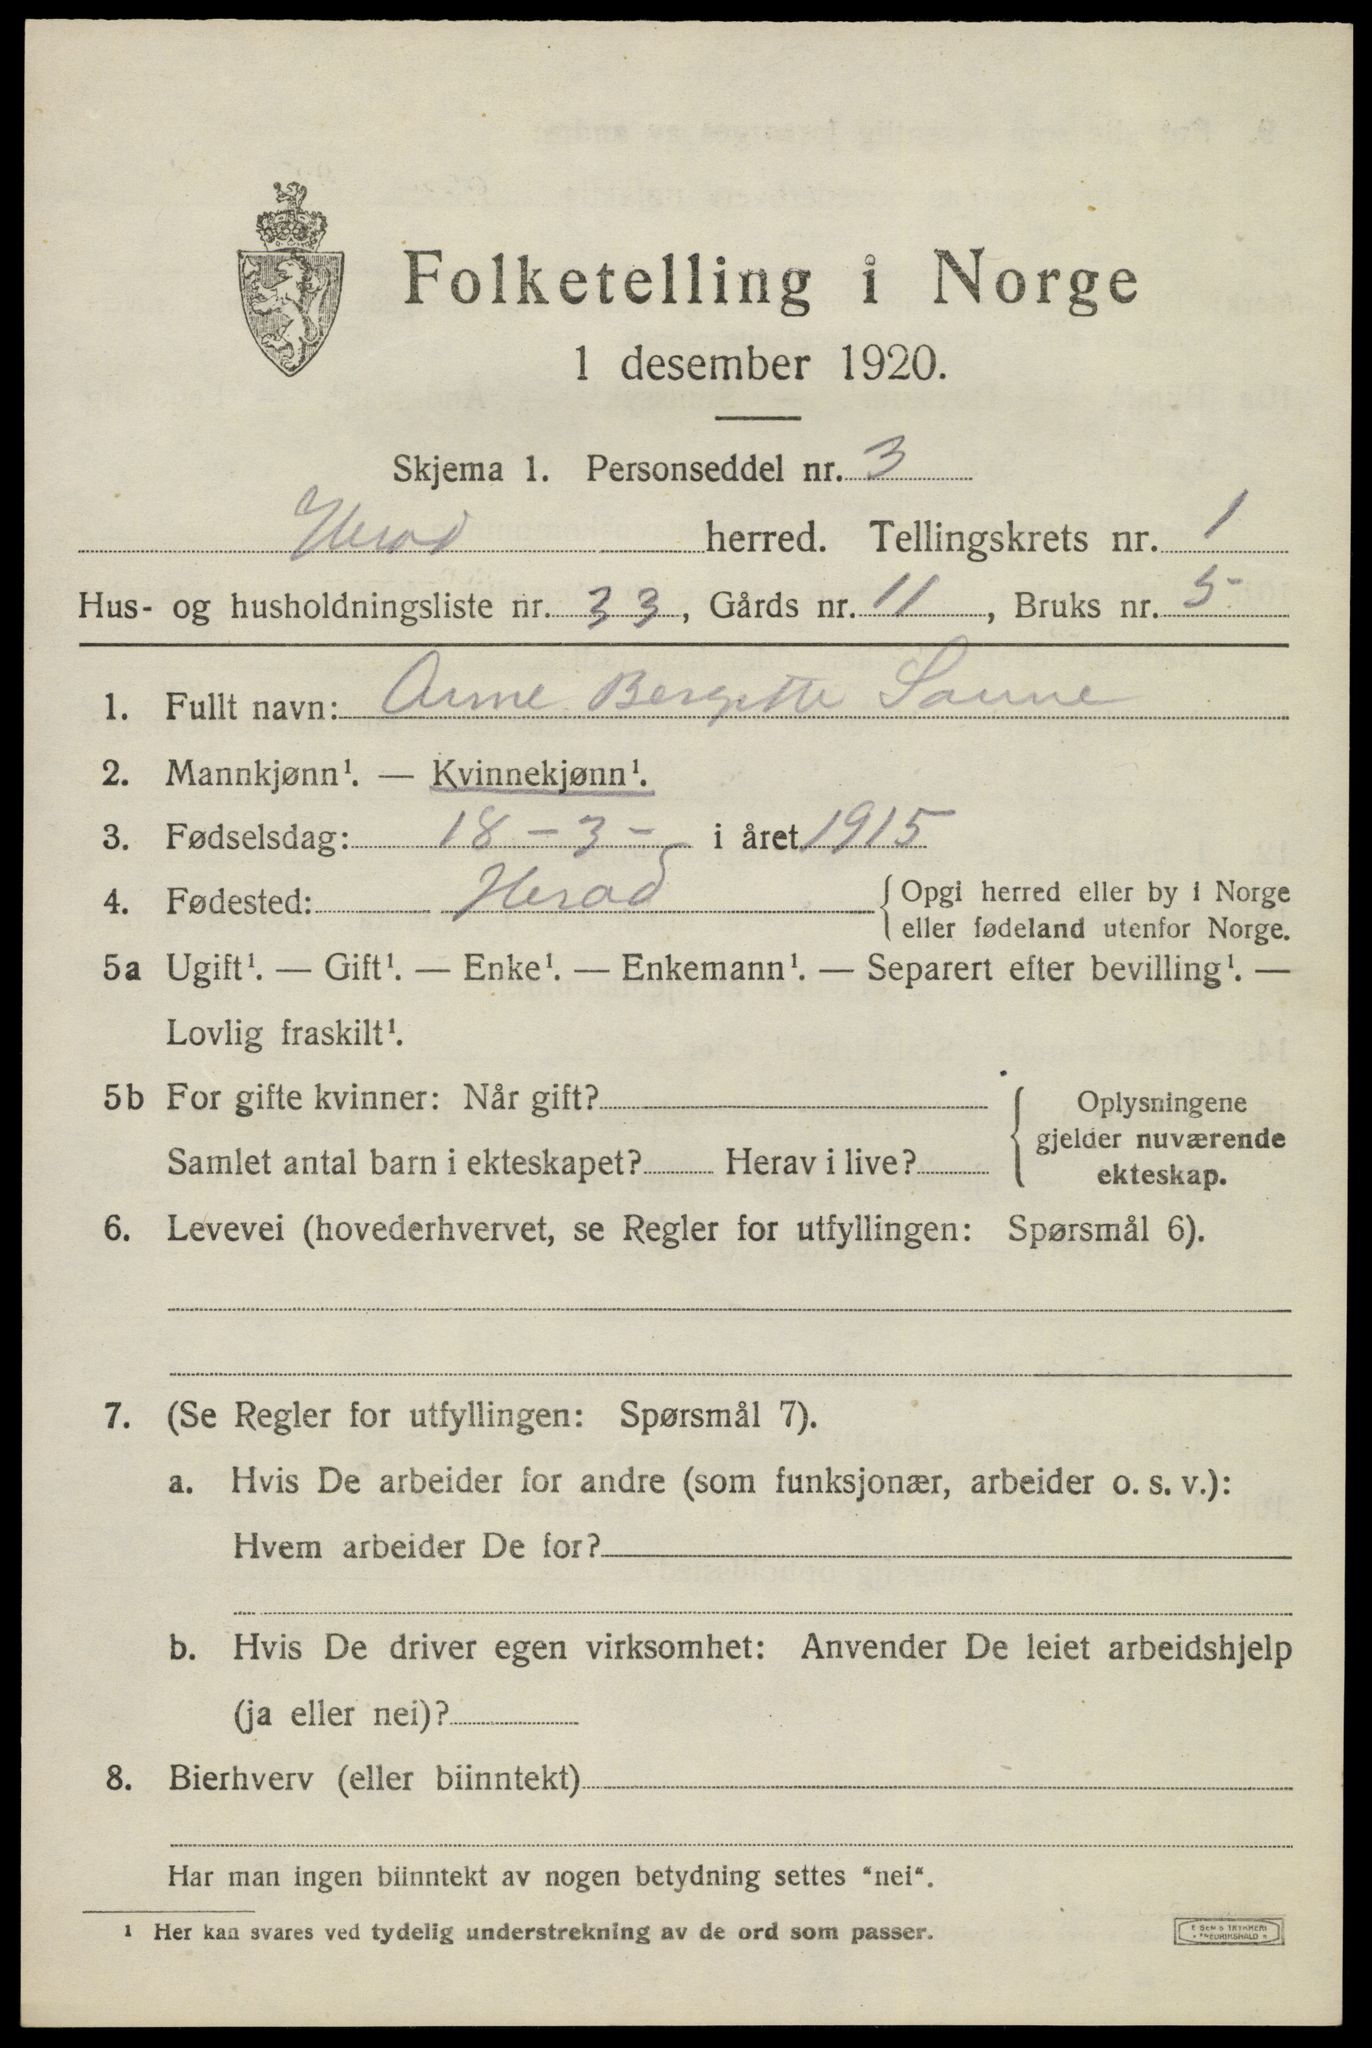 Folketelling i Norge
1 desember 1920.
Skjema 1. Personseddel nr. 3
Herad herred. Tellingskrets nr. 1
Hus- og husholdningsliste nr. 33, Gårds nr. 11, Bruks nr. 5
1. Fullt navn: Anne Bergitte Saune
2. Mannkjønn¹. — Kvinnekjønn¹.
3. Fødselsdag: 18 - 3 - i året 1915
4. Fødested: Herad { Opgi herred eller by i Norge
eller fødeland utenfor Norge.
5a Ugift¹. — Gift¹. — Enke¹. — Enkemann¹. — Separert efter bevilling¹. —
Lovlig fraskilt¹.
5b For gifte kvinner: Når gift?
Samlet antal barn i ekteskapet? Herav i live?
Oplysningene
gjelder nuværende
ekteskap.
6. Levevei (hovederhvervet, se Regler for utfyllingen: Spørsmål 6).
7. (Se Regler for utfyllingen: Spørsmål 7).
a. Hvis De arbeider for andre (som funksjonær, arbeider o. s. v.):
Hvem arbeider De for?
b. Hvis De driver egen virksomhet: Anvender De leiet arbeidshjelp
(ja eller nei)?
8. Bierhverv (eller biinntekt)
Har man ingen biinntekt av nogen betydning settes "nei".
¹ Her kan svares ved tydelig understrekning av de ord som passer.